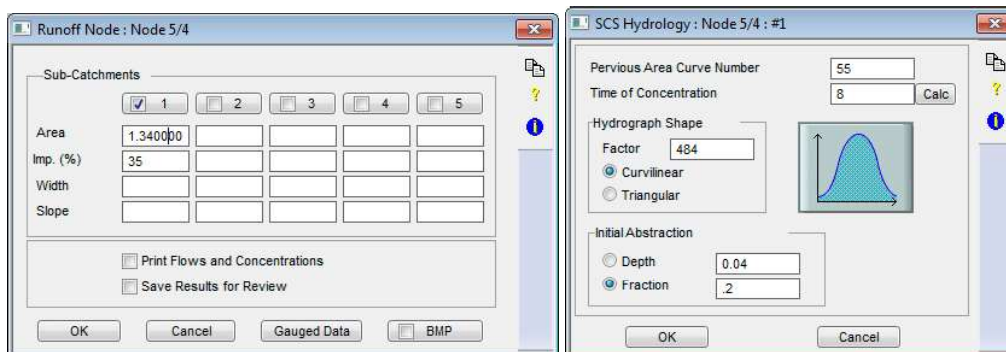 Runoff Node : Node 5/4
Sub-Catchments
1 2 3 4 5
Area 1.340000
Imp. (%) 35
Width
Slope
Print Flows and Concentrations
Save Results for Review
OK Cancel Gauged Data BMP
SCS Hydrology : Node 5/4 : #1
Pervious Area Curve Number 55
Time of Concentration 8 Calc
Hydrograph Shape
Factor 484
Curvilinear
Triangular
Initial Abstraction
Depth 0.04
Fraction .2
OK Cancel